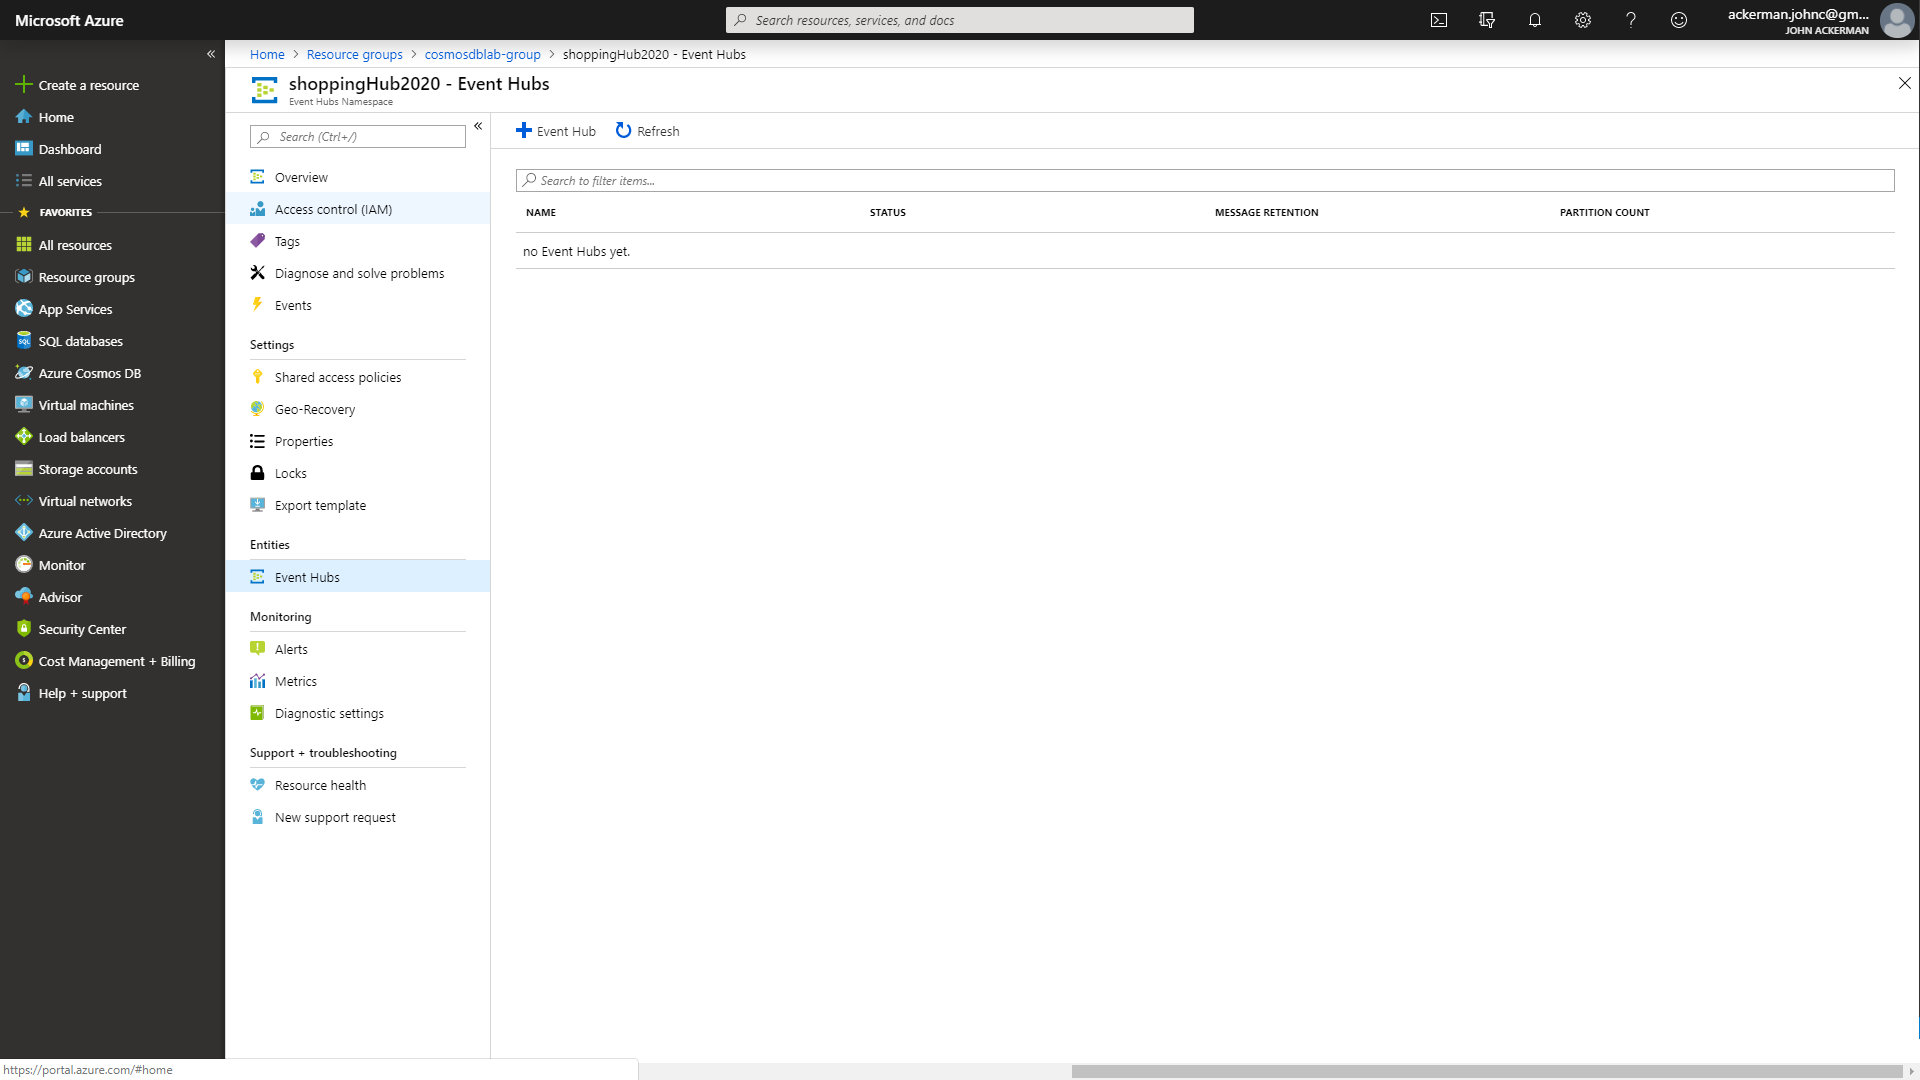 Microsoft Azure
Search resources, services, and docs
ackerman.johnc@gm...
JOHN ACKERMAN
Create a resource
Home
Dashboard
All services
FAVORITES
All resources
Resource groups
App Services
SQL databases
Azure Cosmos DB
Virtual machines
Load balancers
Storage accounts
Virtual networks
Azure Active Directory
Monitor
Advisor
Security Center
Cost Management + Billing
Help + support
Home > Resource groups > cosmosdblab-group > shoppingHub2020 - Event Hubs
shoppingHub2020 - Event Hubs
Event Hubs Namespace
Search (Ctrl+/)
Overview
Access control (IAM)
Tags
Diagnose and solve problems
Events
Settings
Shared access policies
Geo-Recovery
Properties
Locks
Export template
Entities
Event Hubs
Monitoring
Alerts
Metrics
Diagnostic settings
Support + troubleshooting
Resource health
New support request
Event Hub Refresh
Search to filter items...
NAME STATUS MESSAGE RETENTION PARTITION COUNT
no Event Hubs yet.
https://portal.azure.com/#home